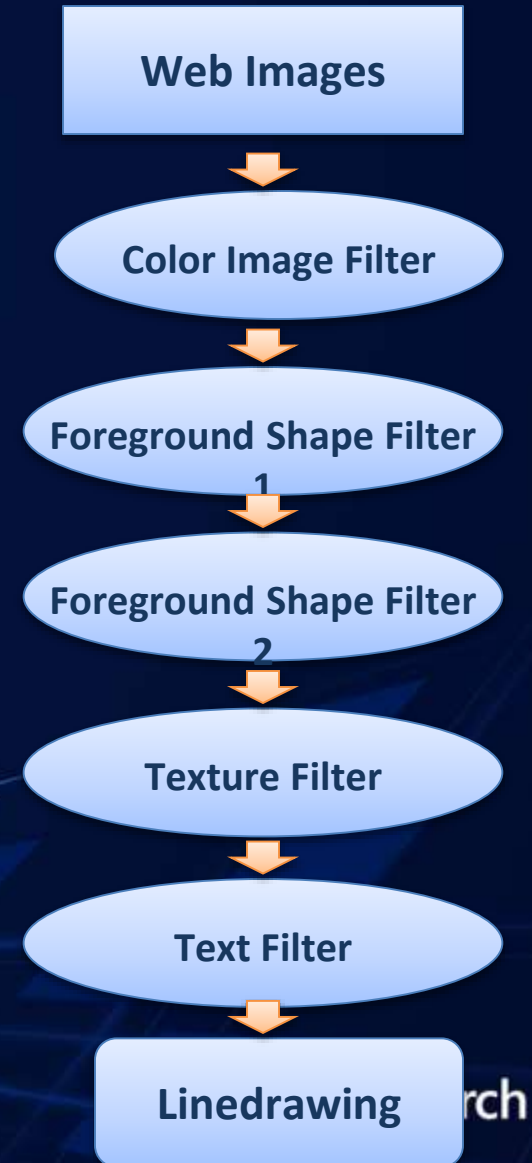 Web Images
Color Image Filter
Foreground Shape Filter
1
Foreground Shape Filter
2
Texture Filter
Text Filter
Linedrawing
rch